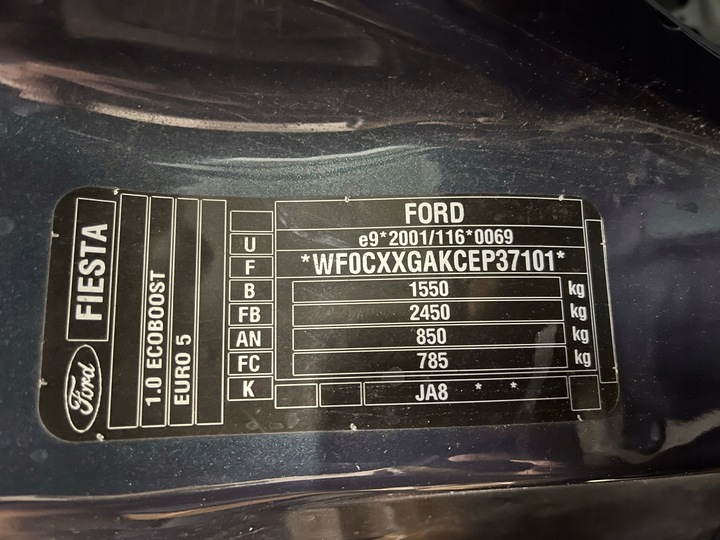 FORD
U e9*2001/116*0069
F *WF0CXXGAKCEP37101*
B 1550 kg
FB 2450 kg
AN 850 kg
FC 785 kg
K JA8 * *
Ford
FIESTA
1.0 ECOBOOST
EURO 5